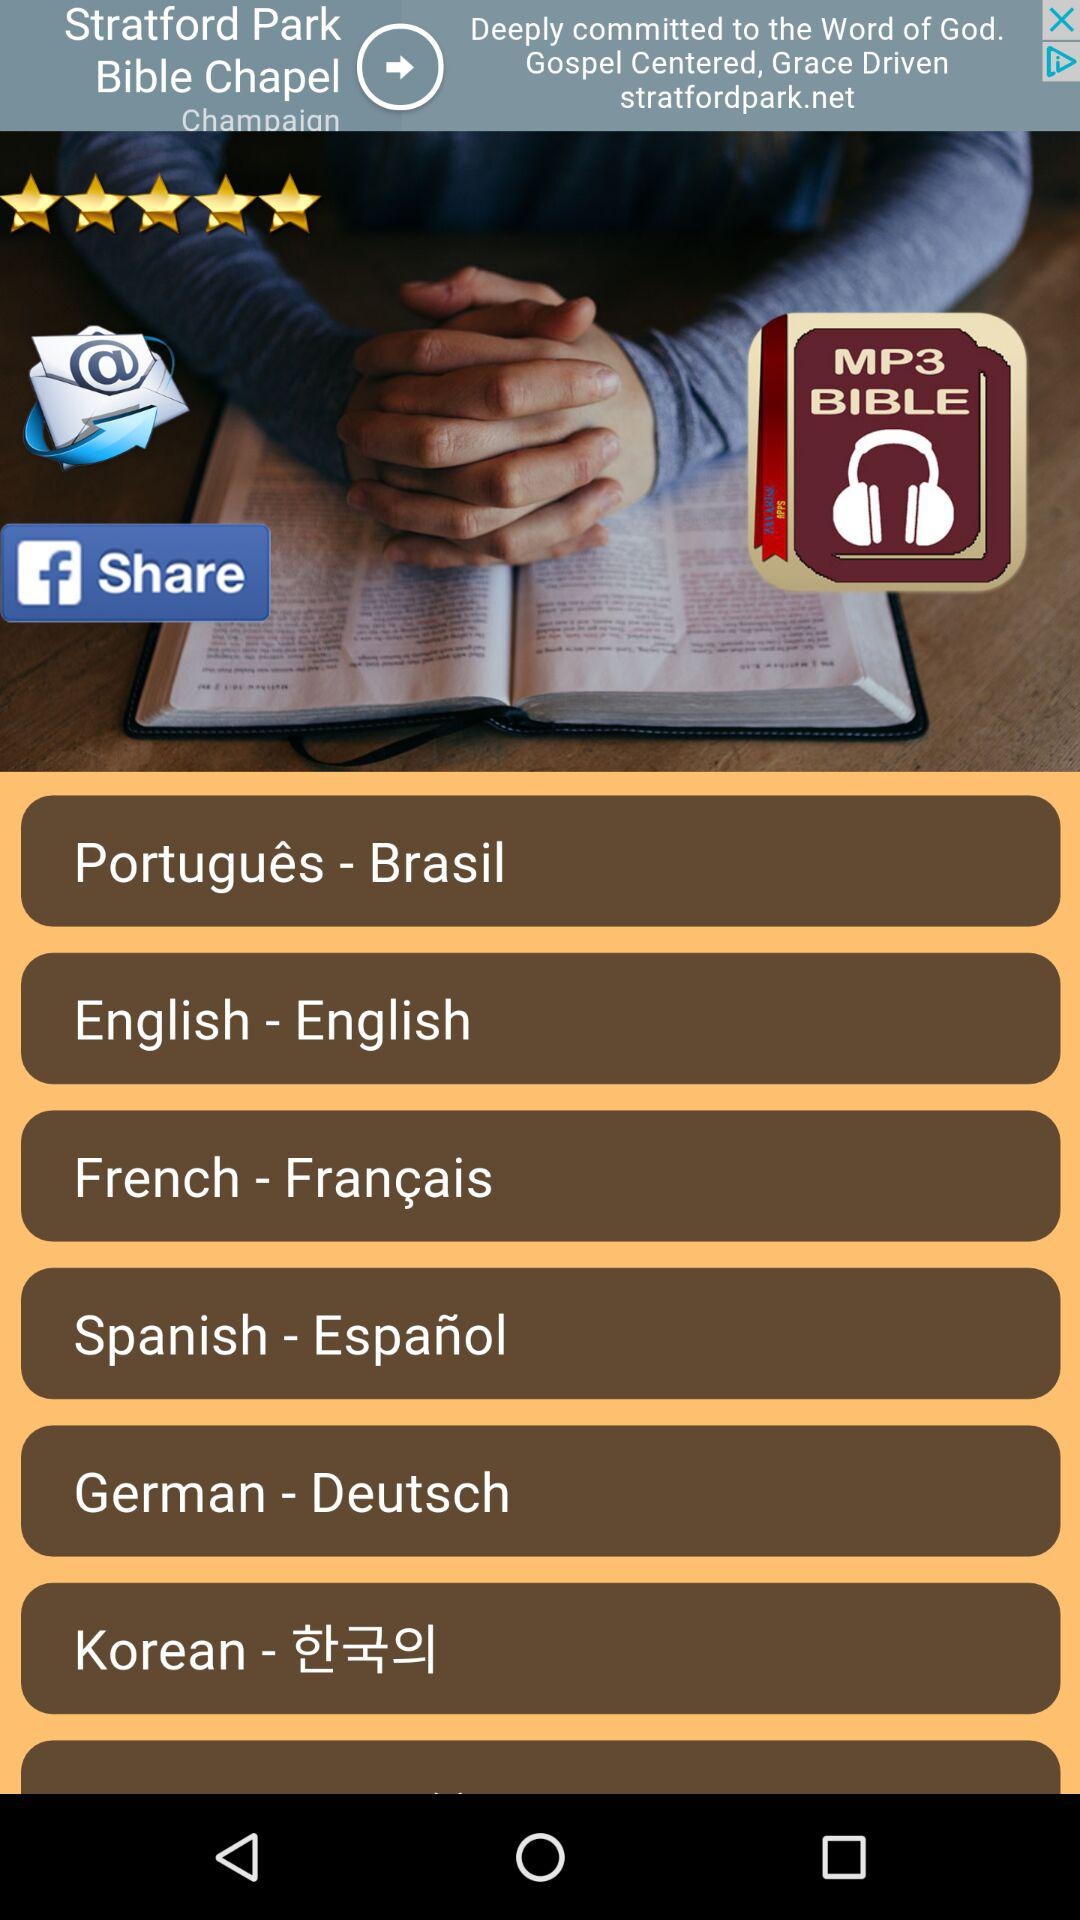 Stratford Park
Bible Chapel
Champaign
Deeply committed to the Word of God.
Gospel Centered, Grace Driven
stratfordpark.net
MP3
BIBLE
APPS
f Share
Português - Brasil
English - English
French - Français
Spanish - Español
German - Deutsch
Korean - 한국의